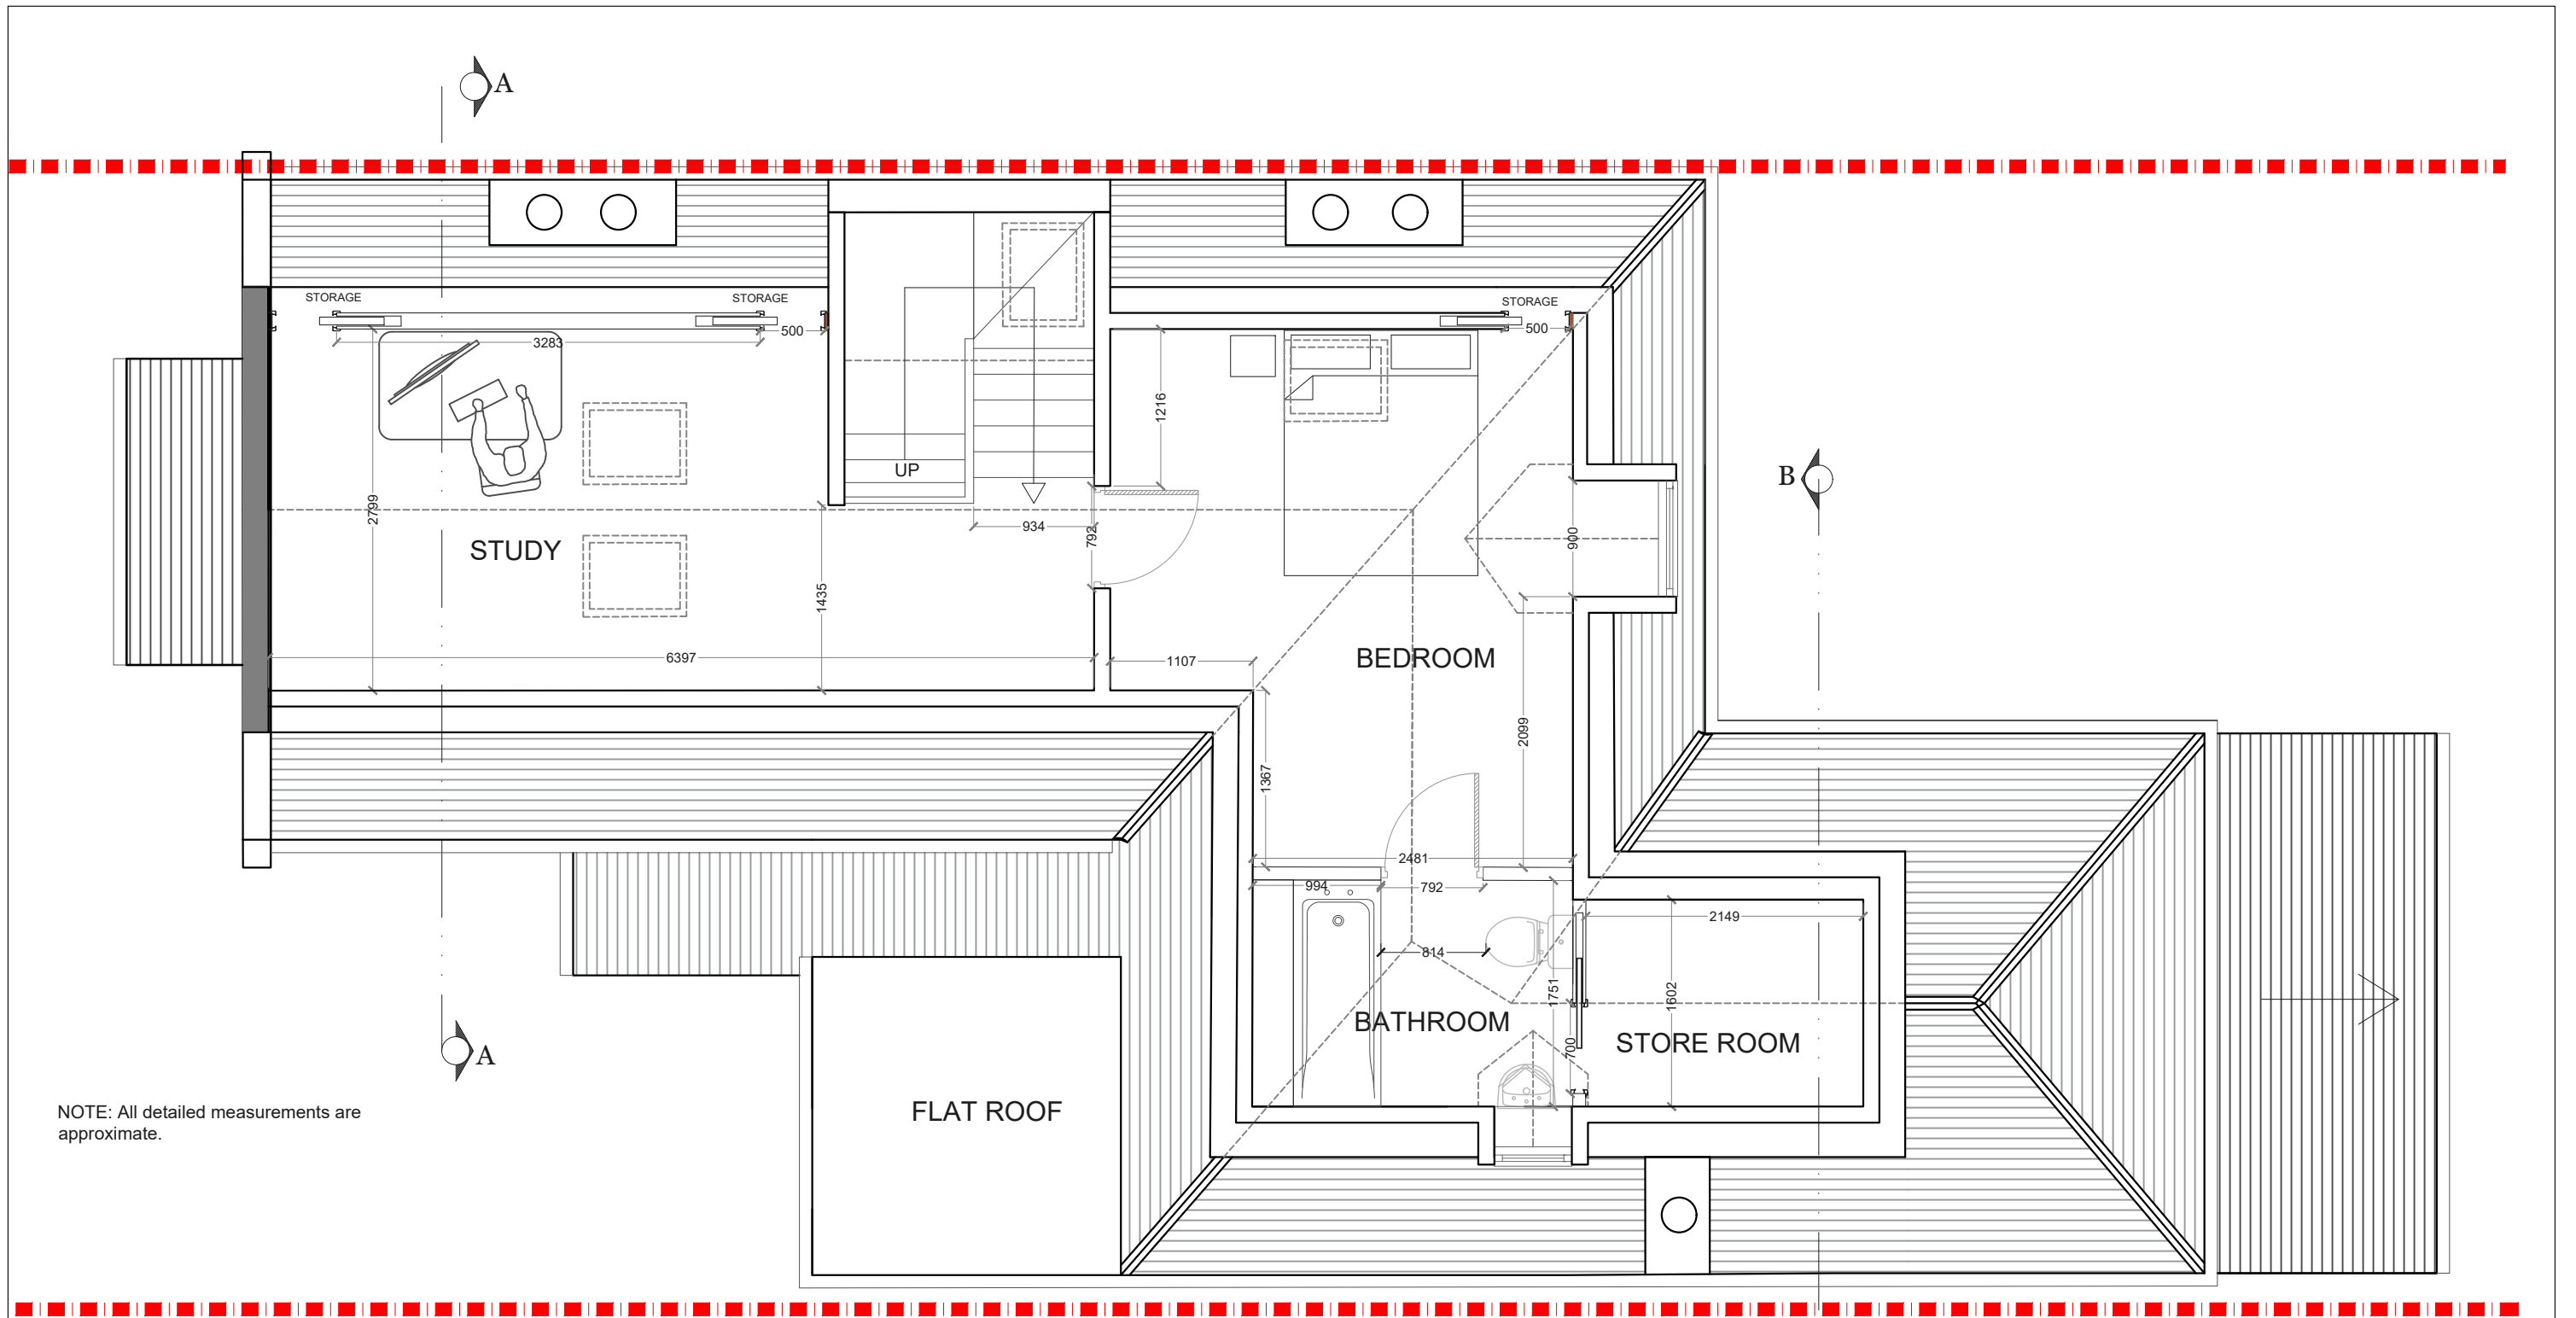 A
STORAGE
STORAGE
STORAGE
500
500
3283
1216
UP
B
2799
934
792
900
STUDY
1435
6397
1107
BEDROOM
2099
1367
2481
994
792
2149
814
1751
1602
BATHROOM
700
STORE ROOM
A
FLAT ROOF
NOTE: All detailed measurements are
approximate.